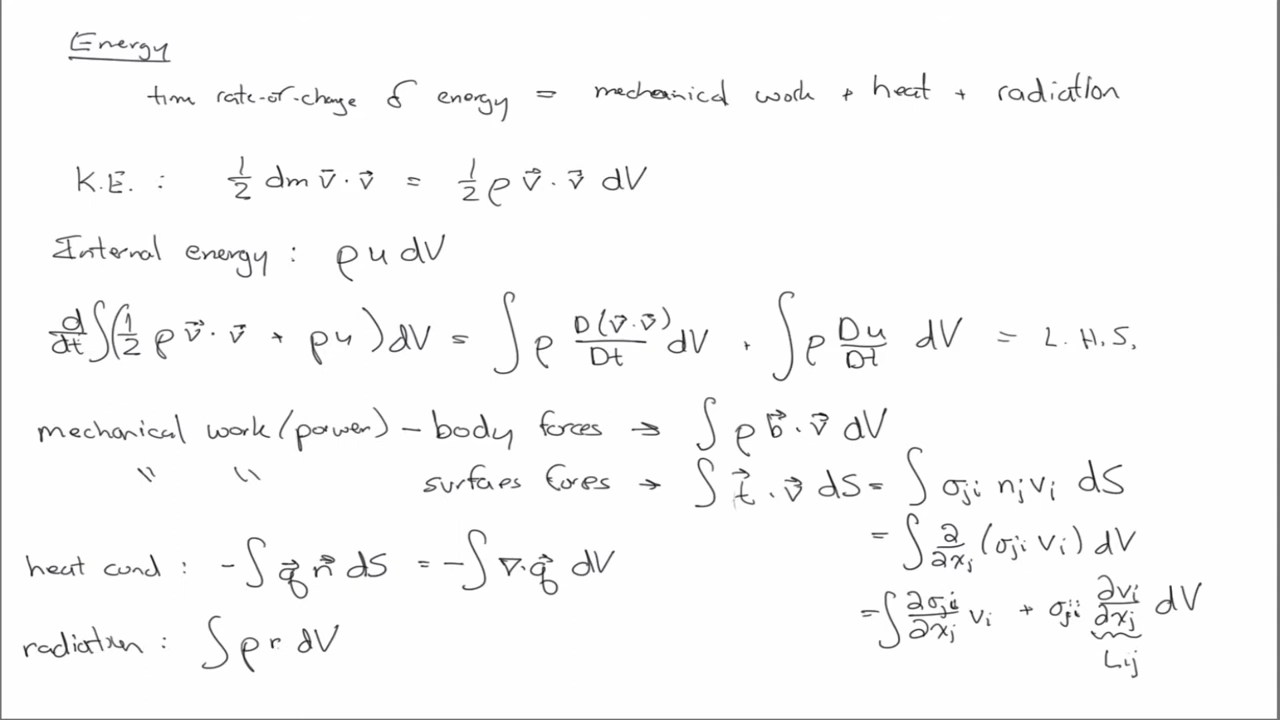 Energy
time rate-of-change of energy = mechanical work + heat + radiation
K.E. : 1/2 dm v⃗ · v⃗ = 1/2 ρ v⃗ · v⃗ dV
Internal energy : ρ u dV
d/dt ∫(1/2 ρ v⃗ · v⃗ + ρu) dV = ∫ ρ D(v⃗·v⃗)/Dt dV + ∫ ρ Du/Dt dV = L.H.S.
mechanical work (power) – body forces → ∫ ρ b⃗ · v⃗ dV
" " surfaces forces → ∫ t⃗ · v⃗ dS = ∫ σji nj vi dS
= ∫ ∂/∂xj (σji vi) dV
heat cond : -∫ q⃗ n⃗ dS = -∫ ∇·q⃗ dV
= ∫ ∂σji/∂xj vi + σji ∂vi/∂xj dV
radiation : ∫ ρ r dV
Lij